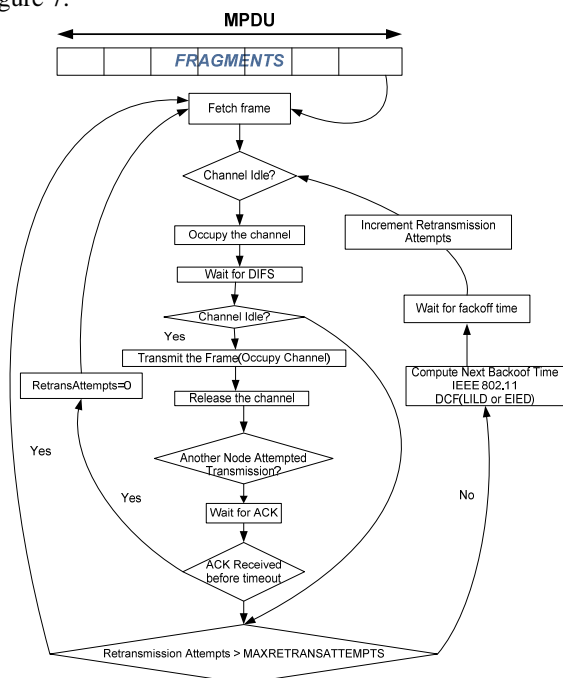 gure 7.
MPDU
FRAGMENTS
Fetch frame
Channel Idle?
Occupy the channel
Increment Retransmission
Attempts
Wait for DIFS
Channel Idle?
Wait for fackoff time
Yes
Transmit the Frame(Occupy Channel)
Compute Next Backoof Time
IEEE 802.11
DCF(LILD or EIED)
RetransAttempts=0
Release the channel
Another Node Attempted
Transmission?
Yes
Yes
No
Wait for ACK
ACK Received
before timeout
Retransmission Attempts > MAXRETRANSATTEMPTS